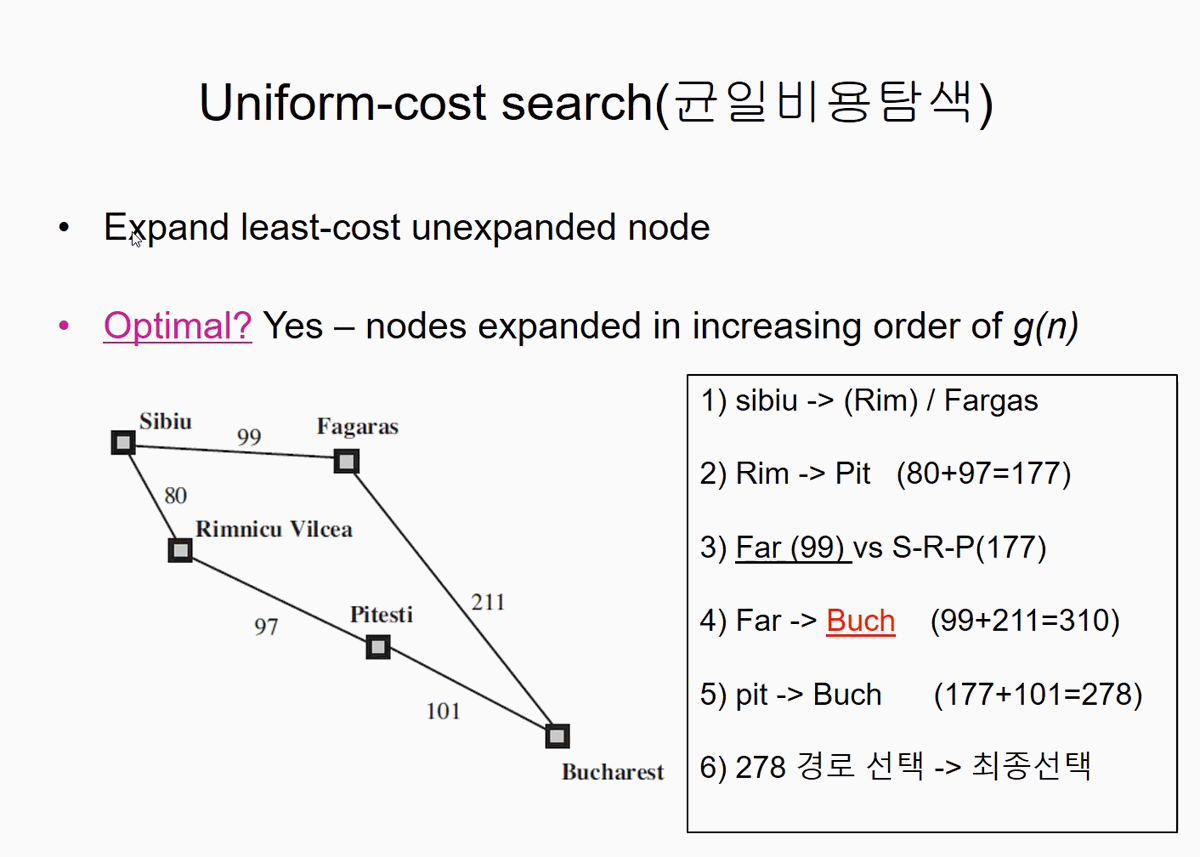 Uniform-cost search(균일비용탐색)
• Expand least-cost unexpanded node
• Optimal? Yes – nodes expanded in increasing order of g(n)
Sibiu
Fagaras
99
80
Rimnicu Vilcea
97
Pitesti
211
101
Bucharest
1) sibiu -> (Rim) / Fargas
2) Rim -> Pit (80+97=177)
3) Far (99) vs S-R-P(177)
4) Far -> Buch (99+211=310)
5) pit -> Buch (177+101=278)
6) 278 경로 선택 -> 최종선택